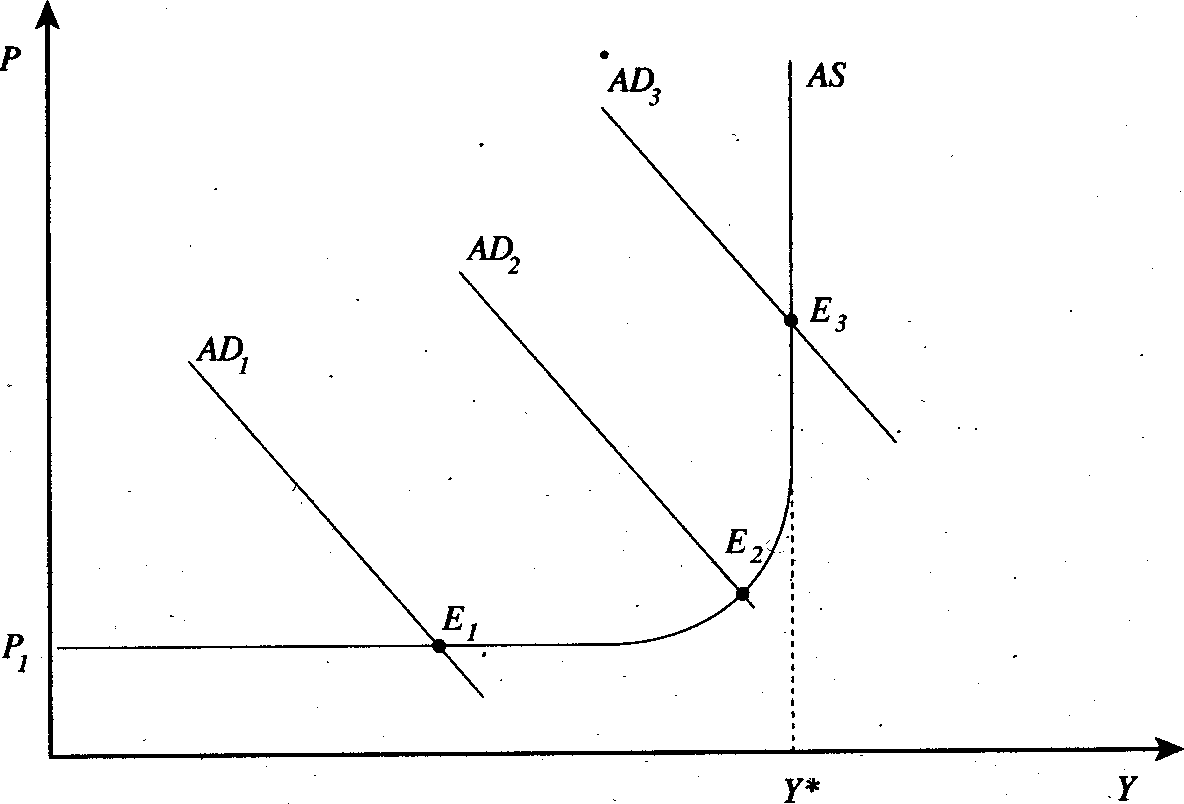 P
AD₃
AS
AD₂
E₃
AD₁
E₂
E₁
P₁
Y*
Y